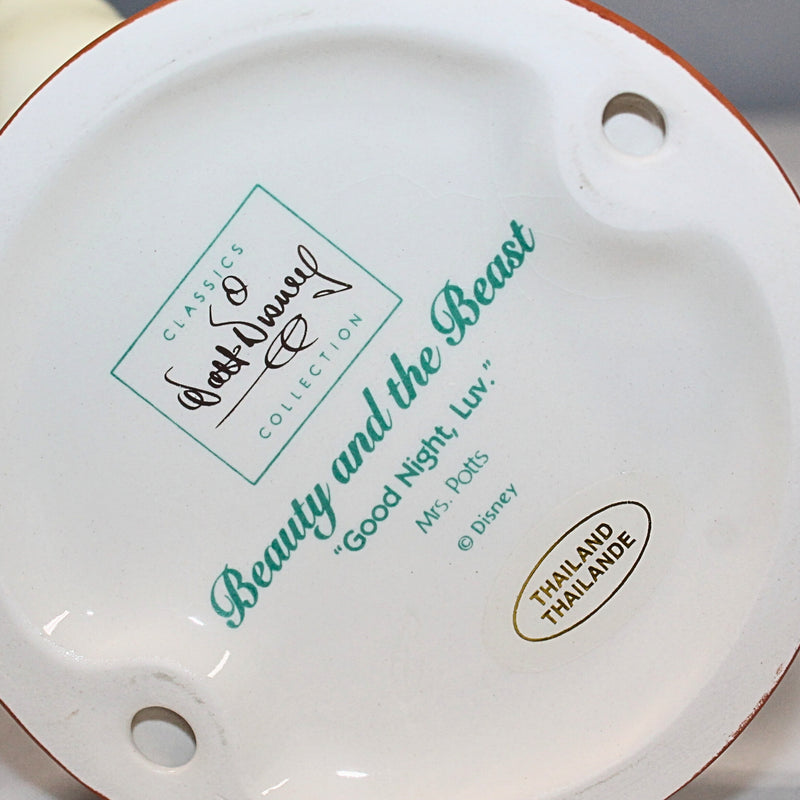 CLASSICS
Walt Disney
COLLECTION
Beauty and the Beast
"Good Night, Luv."
Mrs. Potts
© Disney
THAILAND
THAILANDE